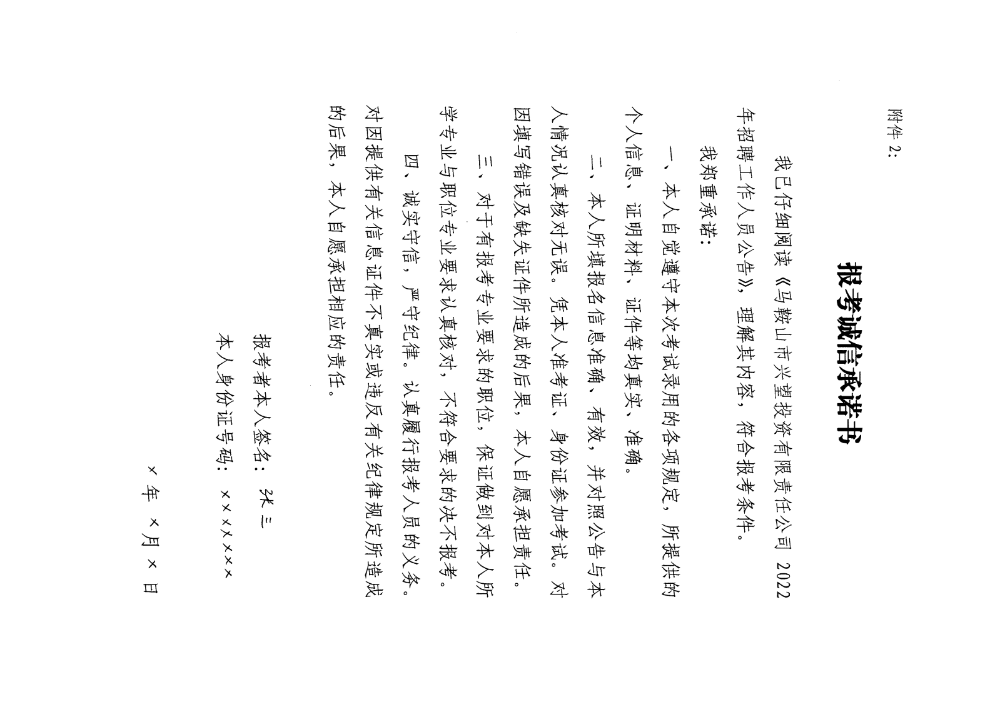 附件 2：
报考诚信承诺书
我已仔细阅读《马鞍山市兴望投资有限责任公司 2022
年招聘工作人员公告》，理解其内容，符合报考条件。
我郑重承诺：
一、本人自觉遵守本次考试录用的各项规定，所提供的
个人信息、证明材料、证件等均真实、准确。
二、本人所填报名信息准确、有效，并对照公告与本
人情况认真核对无误。凭本人准考证、身份证参加考试。对
因填写错误及缺失证件所造成的后果，本人自愿承担责任。
三、对于有报考专业要求的职位，保证做到对本人所
学专业与职位专业要求认真核对，不符合要求的决不报考。
四、诚实守信，严守纪律。认真履行报考人员的义务。
对因提供有关信息证件不真实或违反有关纪律规定所造成
的后果，本人自愿承担相应的责任。
报考者本人签名：张三
本人身份证号码：××××××
×年×月×日